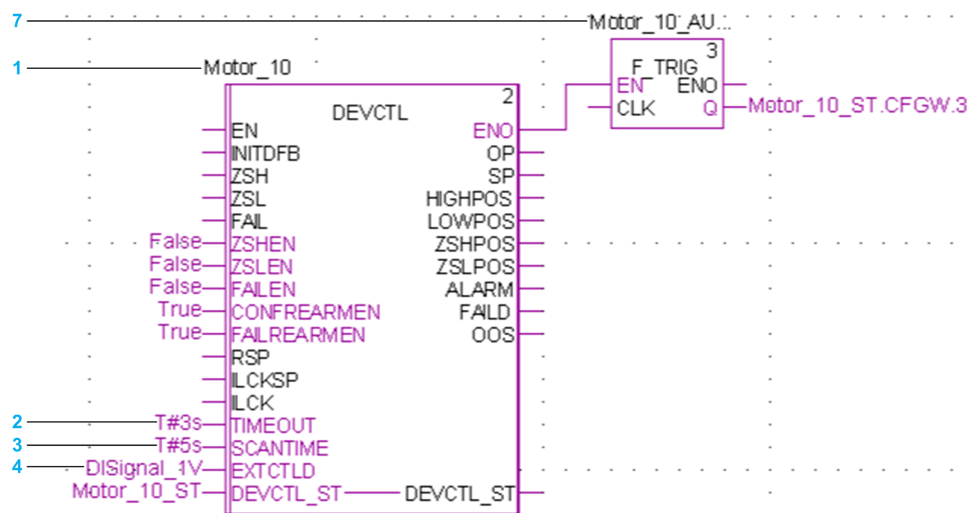 7 Motor_10_AU...
1 Motor_10
3
F_TRIG
EN ENO
CLK Q Motor_10_ST.CFGW.3
2
DEVCTL
EN ENO
INITDFB OP
ZSH SP
ZSL HIGHPOS
FAIL LOWPOS
False ZSHEN ZSHPOS
False ZSLEN ZSLPOS
False FAILEN ALARM
True CONFREARMEN FAILD
True FAILREARMEN OOS
RSP
ILCKSP
ILCK
2 T#3s TIMEOUT
3 T#5s SCANTIME
4 DISignal_1V EXTCTLD
Motor_10_ST DEVCTL_ST DEVCTL_ST